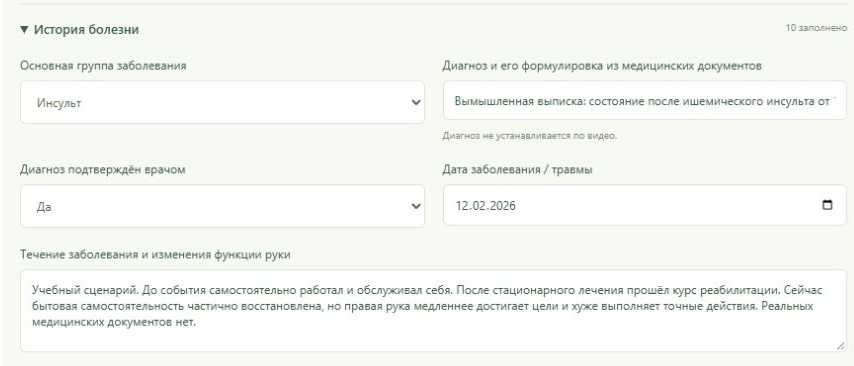 ▼ История болезни
10 заполнено
Основная группа заболевания
Диагноз и его формулировка из медицинских документов
Инсульт
Вымышленная выписка: состояние после ишемического инсульта от
Диагноз не устанавливается по видео.
Диагноз подтверждён врачом
Дата заболевания / травмы
Да
12.02.2026
Течение заболевания и изменения функции руки
Учебный сценарий. До события самостоятельно работал и обслуживал себя. После стационарного лечения прошёл курс реабилитации. Сейчас
бытовая самостоятельность частично восстановлена, но правая рука медленнее достигает цели и хуже выполняет точные действия. Реальных
медицинских документов нет.